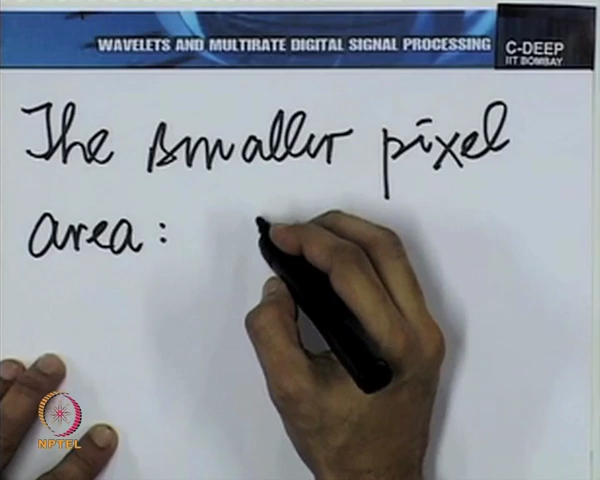 WAVELETS AND MULTIRATE DIGITAL SIGNAL PROCESSING
C-DEEP
IIT BOMBAY
The smaller pixel
area:
NPTEL